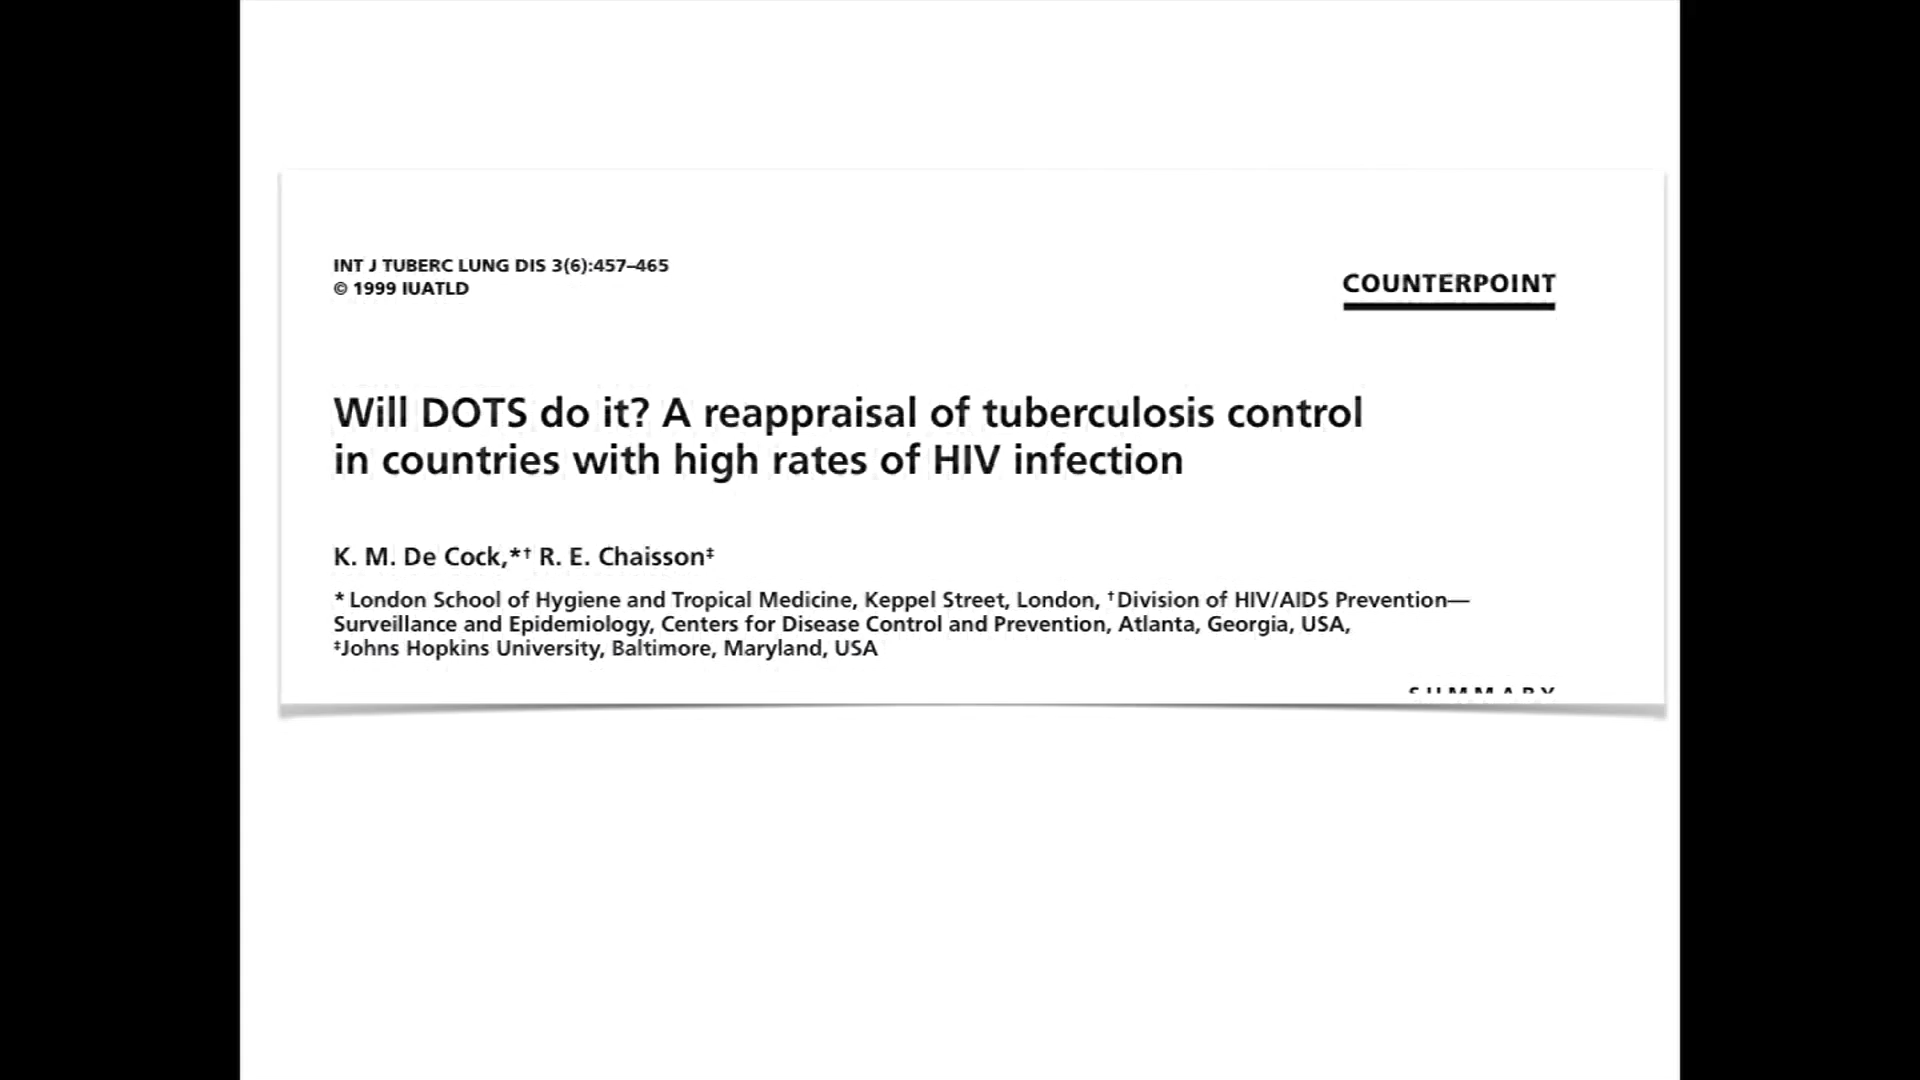 INT J TUBERC LUNG DIS 3(6):457–465
© 1999 IUATLD
COUNTERPOINT
Will DOTS do it? A reappraisal of tuberculosis control
in countries with high rates of HIV infection
K. M. De Cock,*† R. E. Chaisson‡
* London School of Hygiene and Tropical Medicine, Keppel Street, London, †Division of HIV/AIDS Prevention—
Surveillance and Epidemiology, Centers for Disease Control and Prevention, Atlanta, Georgia, USA,
‡Johns Hopkins University, Baltimore, Maryland, USA
SUMMARY